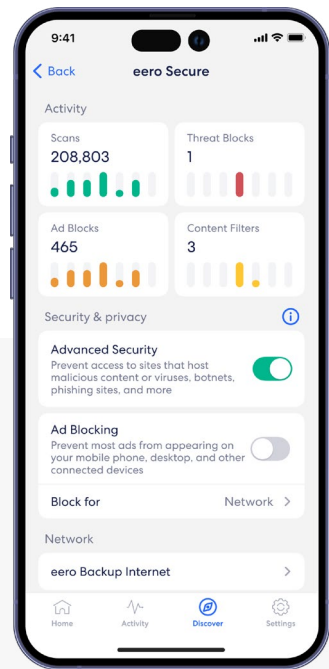 9:41
Back
eero Secure
Activity
Scans
208,803
Threat Blocks
1
Ad Blocks
465
Content Filters
3
Security & privacy
Advanced Security
Prevent access to sites that host
malicious content or viruses, botnets,
phishing sites, and more
Ad Blocking
Prevent most ads from appearing on
your mobile phone, desktop, and other
connected devices
Block for
Network
Network
eero Backup Internet
Home
Activity
Discover
Settings